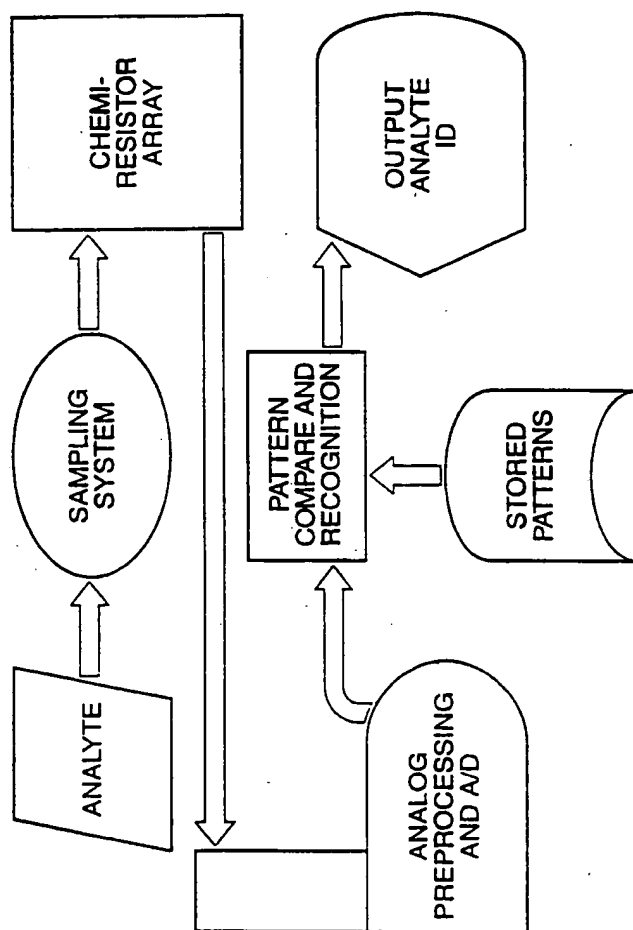 ANALYTE
SAMPLING
SYSTEM
CHEMI-
RESISTOR
ARRAY
ANALOG
PREPROCESSING
AND A/D
PATTERN
COMPARE AND
RECOGNITION
STORED
PATTERNS
OUTPUT
ANALYTE
ID